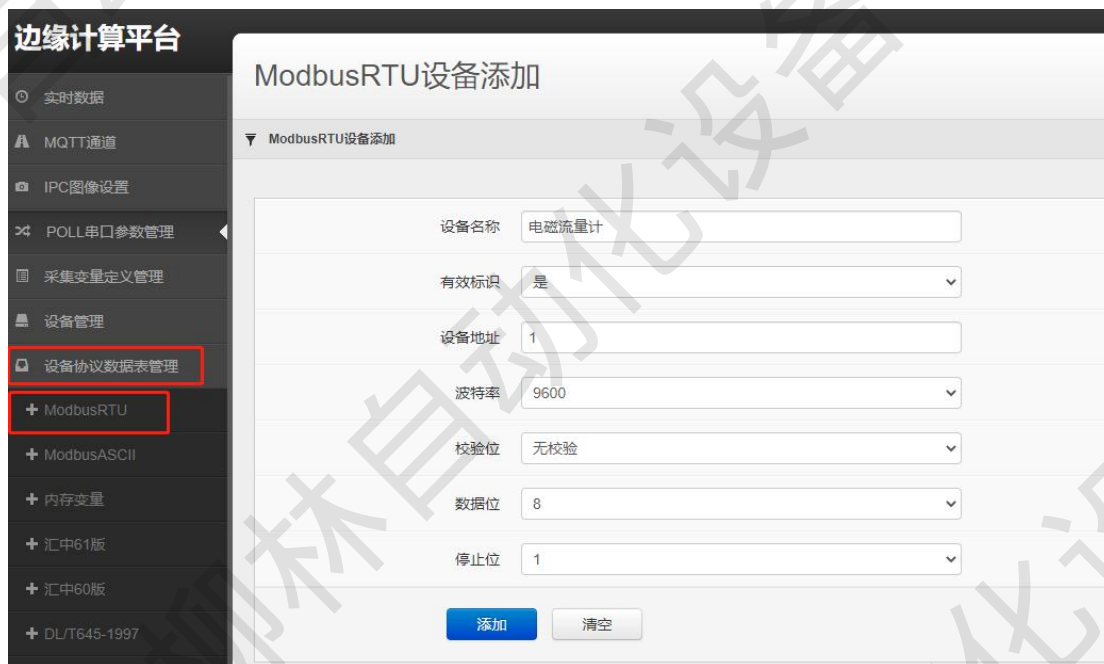 边缘计算平台
实时数据
MQTT通道
IPC图像设置
POLL串口参数管理
采集变量定义管理
设备管理
设备协议数据表管理
ModbusRTU
ModbusASCII
内存变量
汇中61版
汇中60版
DL/T645-1997
ModbusRTU设备添加
ModbusRTU设备添加
设备名称 电磁流量计
有效标识 是
设备地址 1
波特率 9600
校验位 无校验
数据位 8
停止位 1
添加 清空
柳林自动化设备